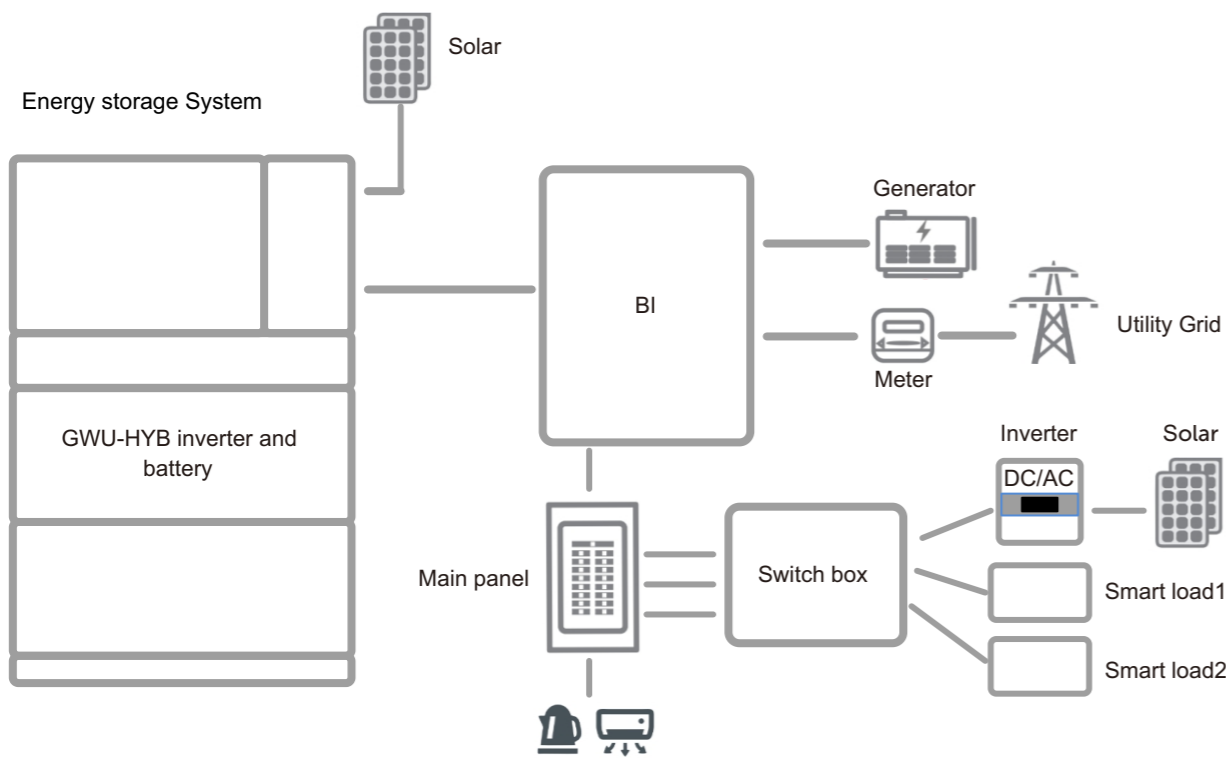 Solar
Energy storage System
Generator
BI
Utility Grid
Meter
GWU-HYB inverter and
battery
Inverter
Solar
DC/AC
Main panel
Switch box
Smart load1
Smart load2